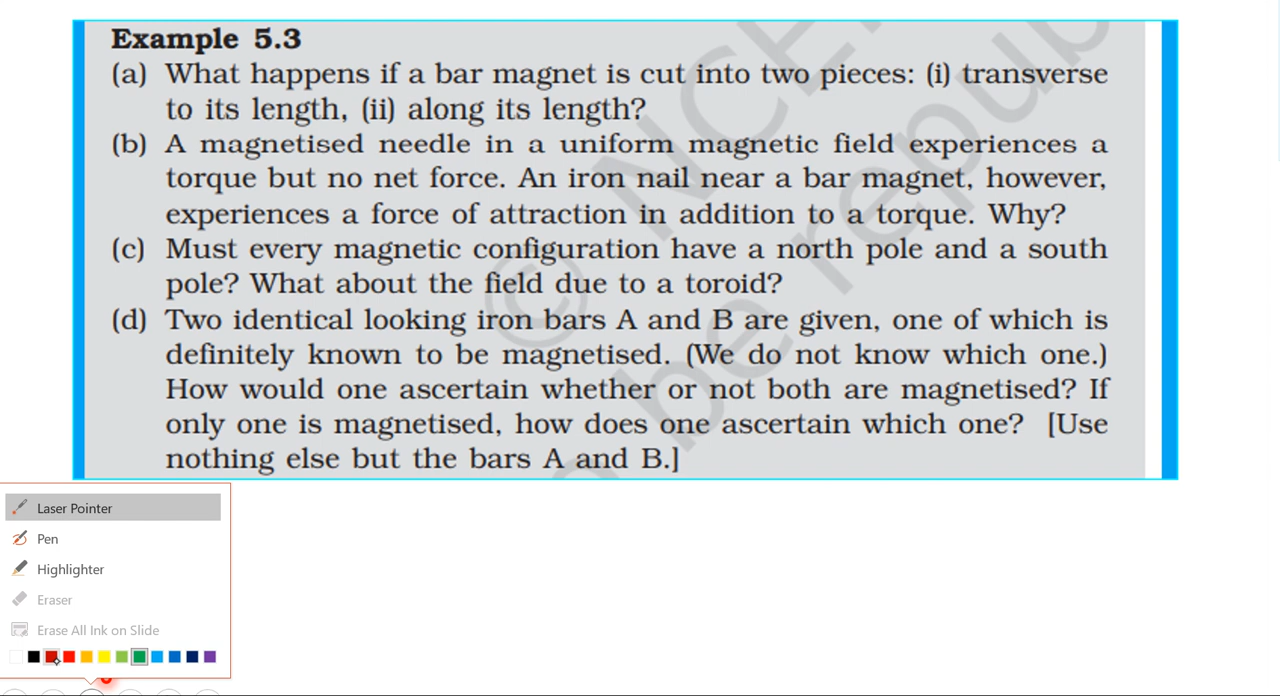 Example 5.3
(a) What happens if a bar magnet is cut into two pieces: (i) transverse
to its length, (ii) along its length?
(b) A magnetised needle in a uniform magnetic field experiences a
torque but no net force. An iron nail near a bar magnet, however,
experiences a force of attraction in addition to a torque. Why?
(c) Must every magnetic configuration have a north pole and a south
pole? What about the field due to a toroid?
(d) Two identical looking iron bars A and B are given, one of which is
definitely known to be magnetised. (We do not know which one.)
How would one ascertain whether or not both are magnetised? If
only one is magnetised, how does one ascertain which one? [Use
nothing else but the bars A and B.]
© NCE
be repub
Laser Pointer
Pen
Highlighter
Eraser
Erase All Ink on Slide